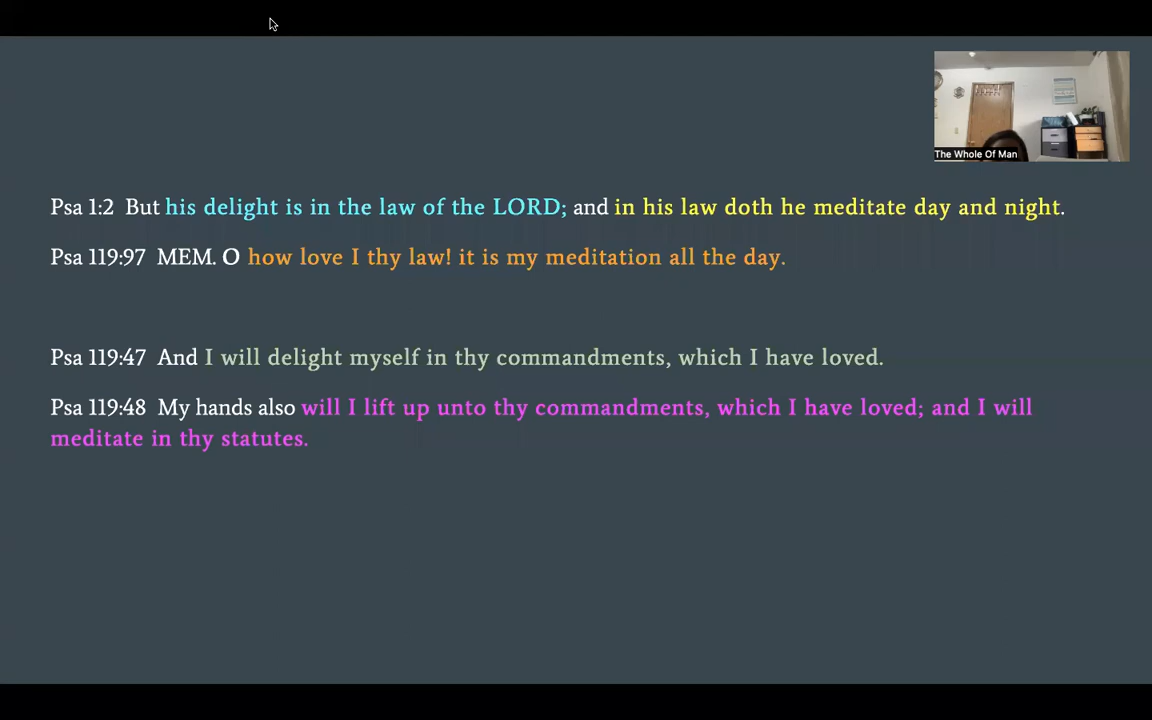 The Whole Of Man
Psa 1:2 But his delight is in the law of the LORD; and in his law doth he meditate day and night.
Psa 119:97 MEM. O how love I thy law! it is my meditation all the day.
Psa 119:47 And I will delight myself in thy commandments, which I have loved.
Psa 119:48 My hands also will I lift up unto thy commandments, which I have loved; and I will
meditate in thy statutes.